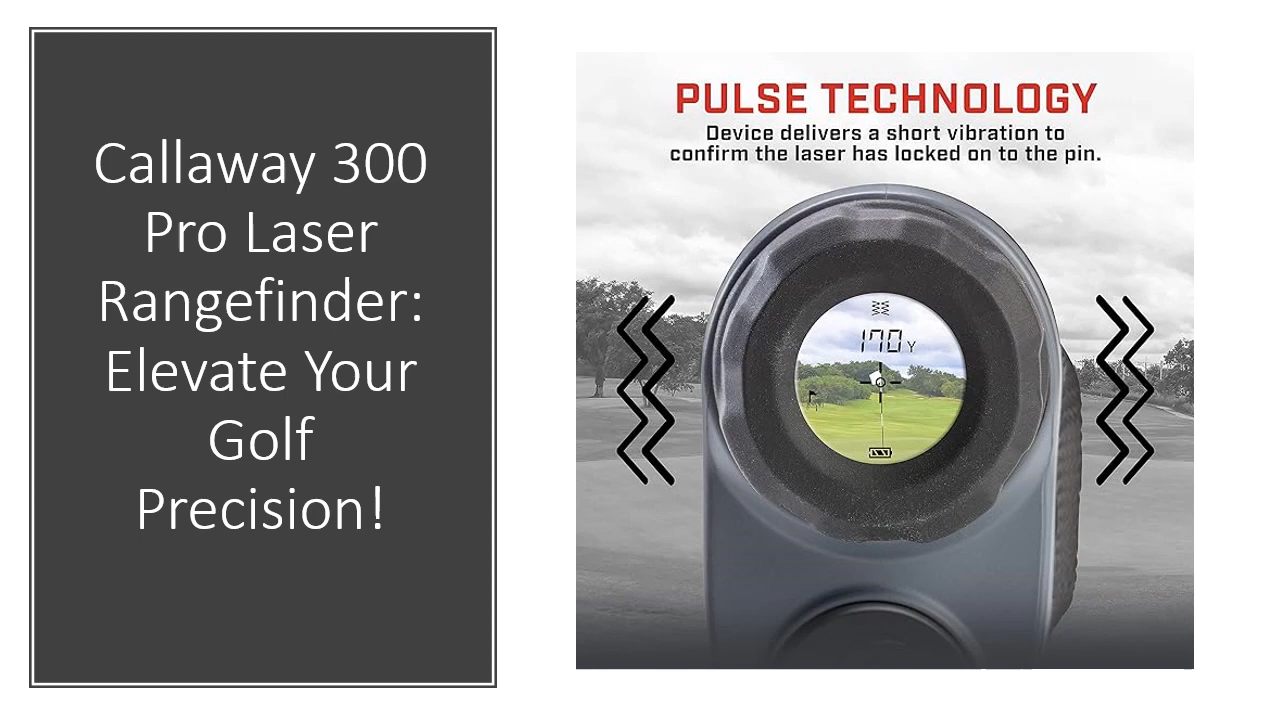 Callaway 300
Pro Laser
Rangefinder:
Elevate Your
Golf
Precision!
PULSE TECHNOLOGY
Device delivers a short vibration to
confirm the laser has locked on to the pin.
170Y